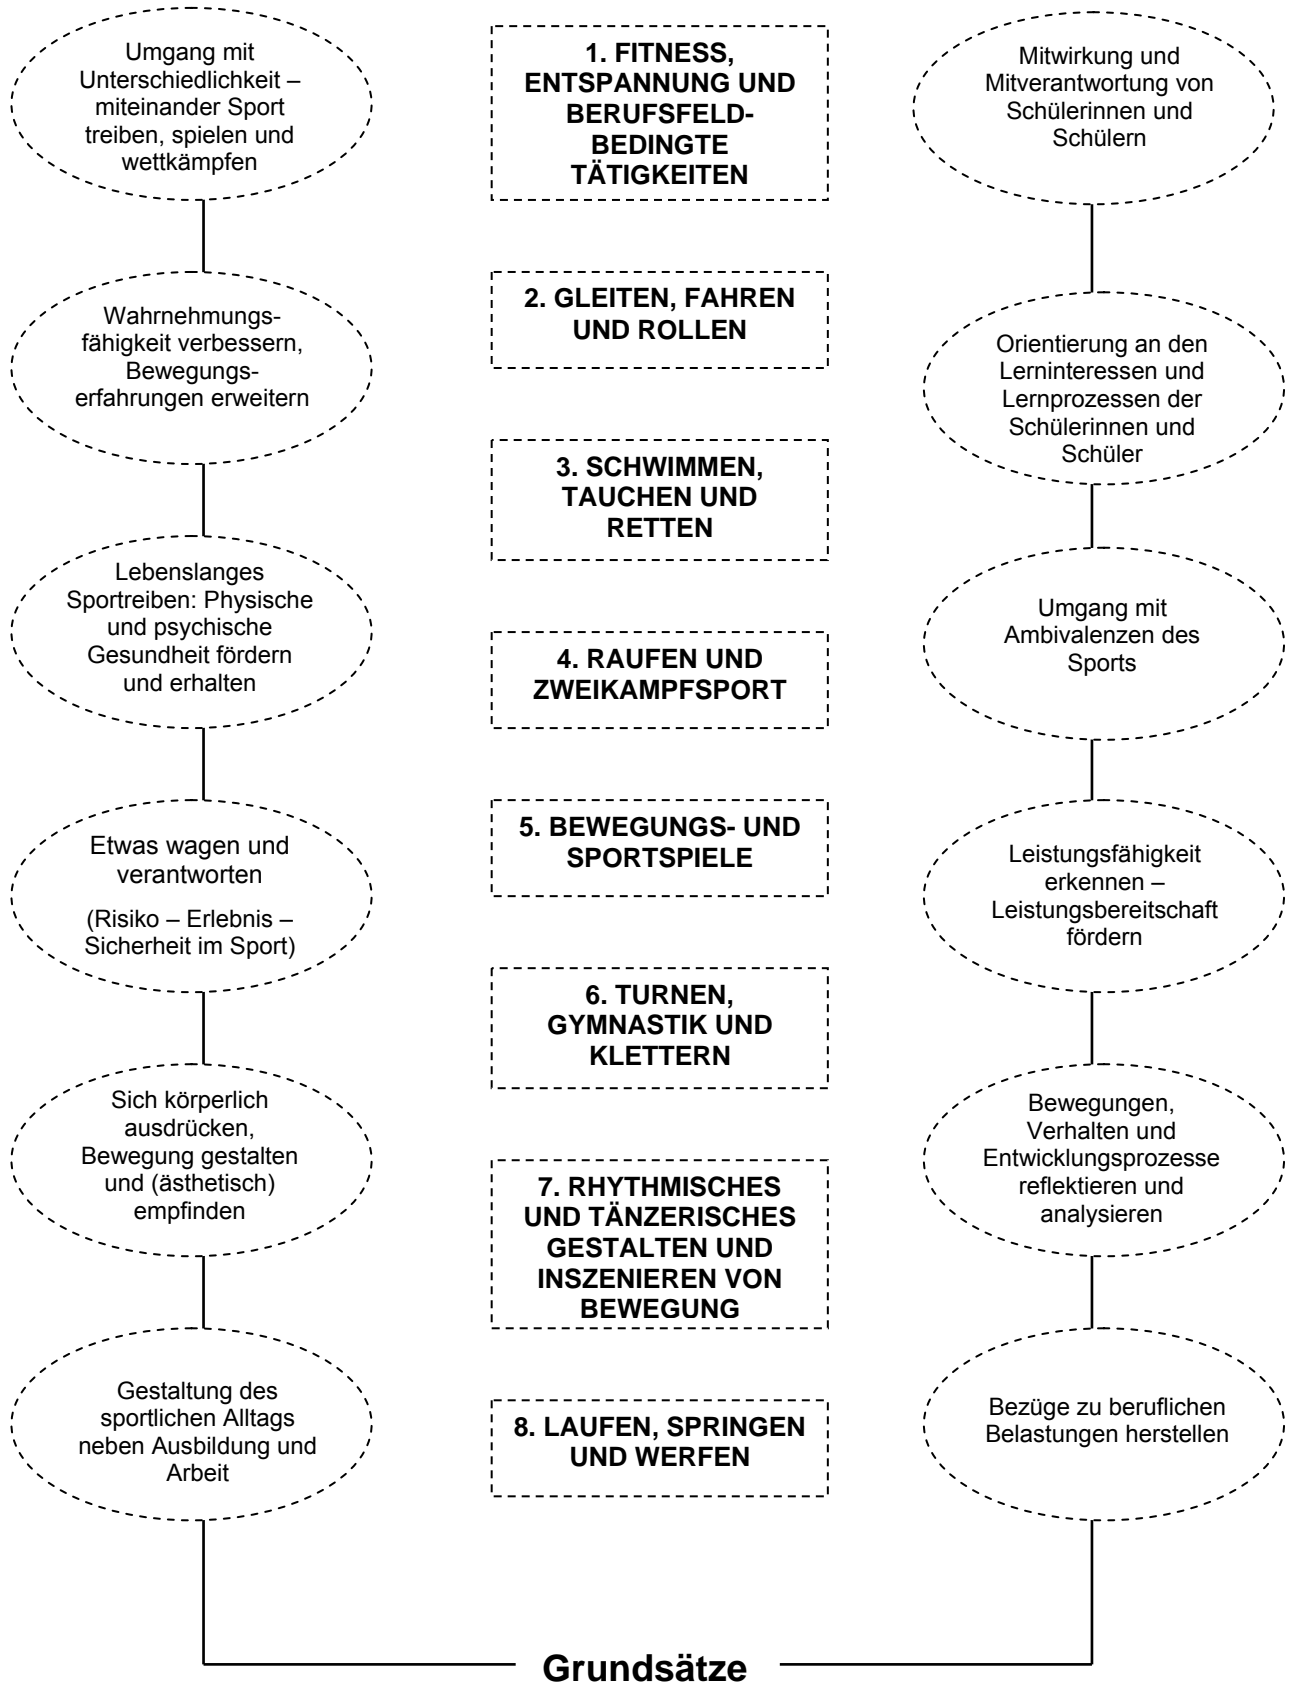 Umgang mit
Unterschiedlichkeit –
miteinander Sport
treiben, spielen und
wettkämpfen
Wahrnehmungs-
fähigkeit verbessern,
Bewegungs-
erfahrungen erweitern
Lebenslanges
Sportreiben: Physische
und psychische
Gesundheit fördern
und erhalten
Etwas wagen und
verantworten
(Risiko – Erlebnis –
Sicherheit im Sport)
Sich körperlich
ausdrücken,
Bewegung gestalten
und (ästhetisch)
empfinden
Gestaltung des
sportlichen Alltags
neben Ausbildung und
Arbeit
1. FITNESS,
ENTSPANNUNG UND
BERUFSFELD-
BEDINGTE
TÄTIGKEITEN
2. GLEITEN, FAHREN
UND ROLLEN
3. SCHWIMMEN,
TAUCHEN UND
RETTEN
4. RAUFEN UND
ZWEIKAMPFSPORT
5. BEWEGUNGS- UND
SPORTSPIELE
6. TURNEN,
GYMNASTIK UND
KLETTERN
7. RHYTHMISCHES
UND TÄNZERISCHES
GESTALTEN UND
INSZENIEREN VON
BEWEGUNG
8. LAUFEN, SPRINGEN
UND WERFEN
Mitwirkung und
Mitverantwortung von
Schülerinnen und
Schülern
Orientierung an den
Lerninteressen und
Lernprozessen der
Schülerinnen und
Schüler
Umgang mit
Ambivalenzen des
Sports
Leistungsfähigkeit
erkennen –
Leistungsbereitschaft
fördern
Bewegungen,
Verhalten und
Entwicklungsprozesse
reflektieren und
analysieren
Bezüge zu beruflichen
Belastungen herstellen
Grundsätze